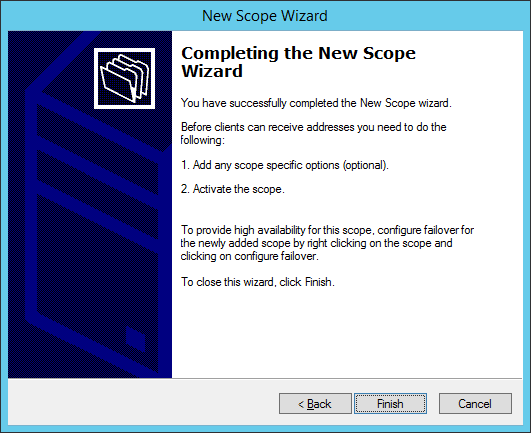 New Scope Wizard
Completing the New Scope
Wizard
You have successfully completed the New Scope wizard.
Before clients can receive addresses you need to do the
following:
1. Add any scope specific options (optional).
2. Activate the scope.
To provide high availability for this scope, configure failover for
the newly added scope by right clicking on the scope and
clicking on configure failover.
To close this wizard, click Finish.
< Back
Finish
Cancel